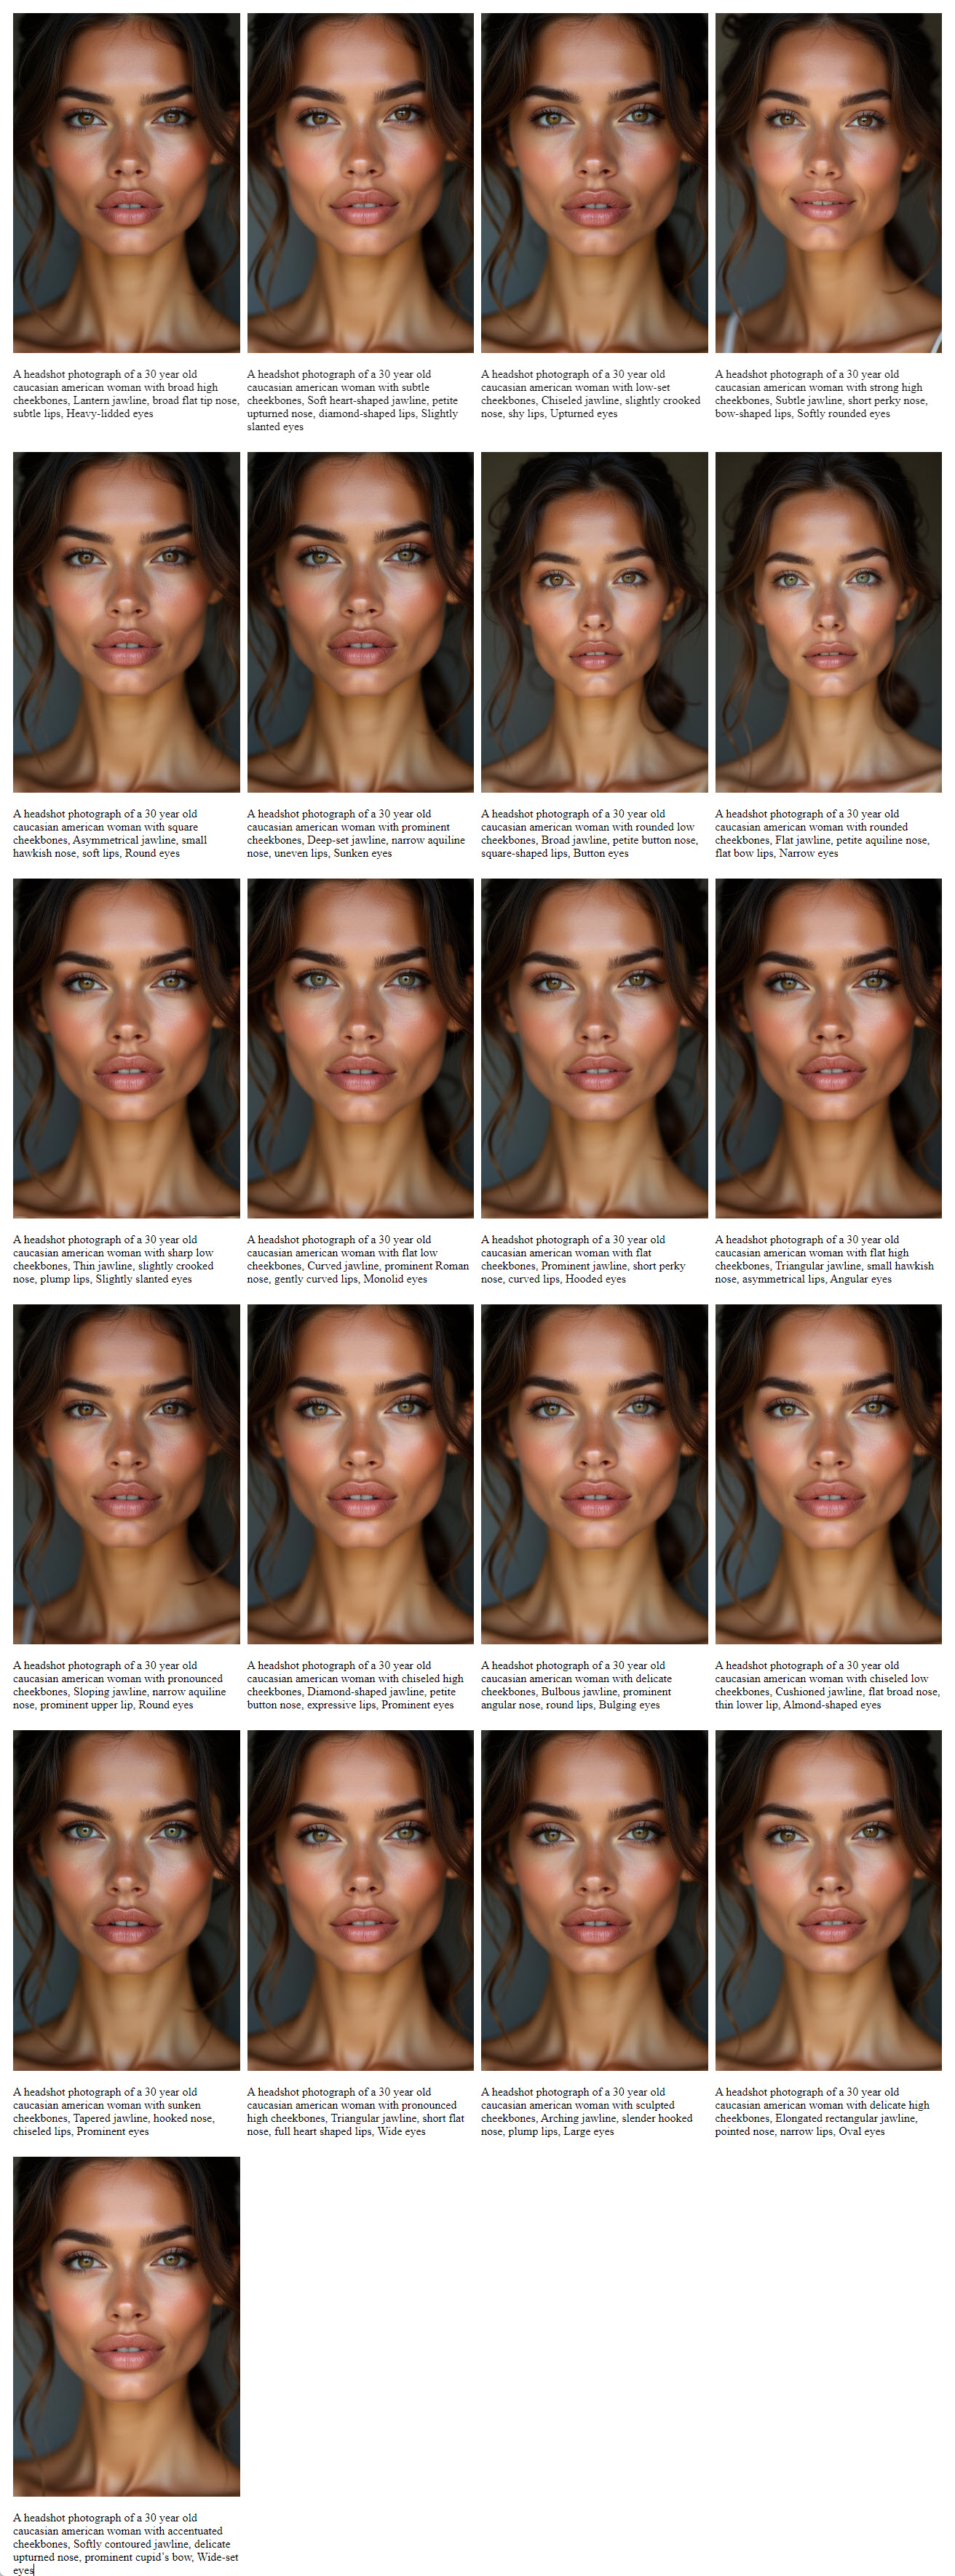 A headshot photograph of a 30 year old
caucasian american woman with broad high
cheekbones, Lantern jawline, broad flat tip nose,
subtle lips, Heavy-lidded eyes
A headshot photograph of a 30 year old
caucasian american woman with subtle
cheekbones, Soft heart-shaped jawline, petite
upturned nose, diamond-shaped lips, Slightly
slanted eyes
A headshot photograph of a 30 year old
caucasian american woman with low-set
cheekbones, Chiseled jawline, slightly crooked
nose, shy lips, Upturned eyes
A headshot photograph of a 30 year old
caucasian american woman with strong high
cheekbones, Subtle jawline, short perky nose,
bow-shaped lips, Softly rounded eyes
A headshot photograph of a 30 year old
caucasian american woman with square
cheekbones, Asymmetrical jawline, small
hawkish nose, soft lips, Round eyes
A headshot photograph of a 30 year old
caucasian american woman with prominent
cheekbones, Deep-set jawline, narrow aquiline
nose, uneven lips, Sunken eyes
A headshot photograph of a 30 year old
caucasian american woman with rounded low
cheekbones, Broad jawline, petite button nose,
square-shaped lips, Button eyes
A headshot photograph of a 30 year old
caucasian american woman with rounded
cheekbones, Flat jawline, petite aquiline nose,
flat bow lips, Narrow eyes
A headshot photograph of a 30 year old
caucasian american woman with sharp low
cheekbones, Thin jawline, slightly crooked
nose, plump lips, Slightly slanted eyes
A headshot photograph of a 30 year old
caucasian american woman with flat low
cheekbones, Curved jawline, prominent Roman
nose, gently curved lips, Monolid eyes
A headshot photograph of a 30 year old
caucasian american woman with flat
cheekbones, Prominent jawline, short perky
nose, curved lips, Hooded eyes
A headshot photograph of a 30 year old
caucasian american woman with flat high
cheekbones, Triangular jawline, small hawkish
nose, asymmetrical lips, Angular eyes
A headshot photograph of a 30 year old
caucasian american woman with pronounced
cheekbones, Sloping jawline, narrow aquiline
nose, prominent upper lip, Round eyes
A headshot photograph of a 30 year old
caucasian american woman with chiseled high
cheekbones, Diamond-shaped jawline, petite
button nose, expressive lips, Prominent eyes
A headshot photograph of a 30 year old
caucasian american woman with delicate
cheekbones, Bulbous jawline, prominent
angular nose, round lips, Bulging eyes
A headshot photograph of a 30 year old
caucasian american woman with chiseled low
cheekbones, Cushioned jawline, flat broad nose,
thin lower lip, Almond-shaped eyes
A headshot photograph of a 30 year old
caucasian american woman with sunken
cheekbones, Tapered jawline, hooked nose,
chiseled lips, Prominent eyes
A headshot photograph of a 30 year old
caucasian american woman with pronounced
high cheekbones, Triangular jawline, short flat
nose, full heart shaped lips, Wide eyes
A headshot photograph of a 30 year old
caucasian american woman with sculpted
cheekbones, Arching jawline, slender hooked
nose, plump lips, Large eyes
A headshot photograph of a 30 year old
caucasian american woman with delicate high
cheekbones, Elongated rectangular jawline,
pointed nose, narrow lips, Oval eyes
A headshot photograph of a 30 year old
caucasian american woman with accentuated
cheekbones, Softly contoured jawline, delicate
upturned nose, prominent cupid's bow, Wide-set
eyes